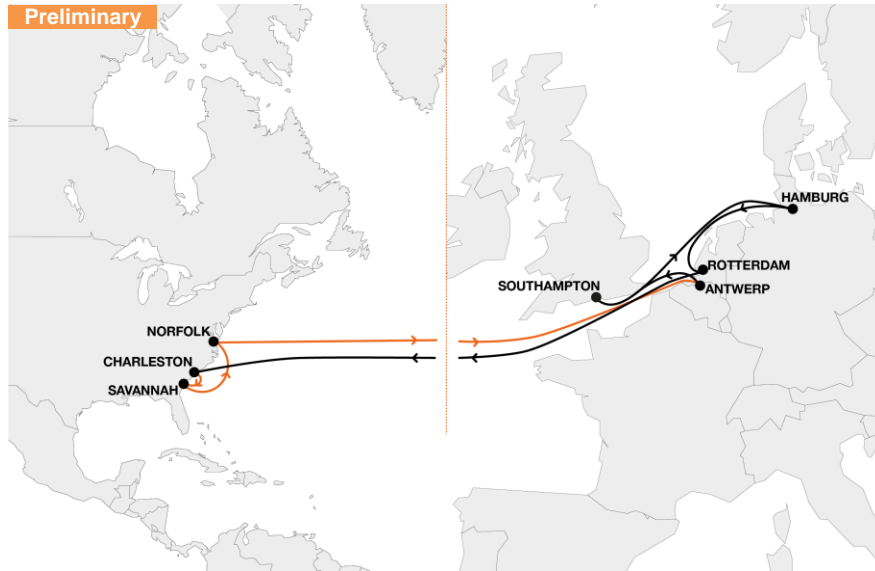 Preliminary
HAMBURG
ROTTERDAM
SOUTHAMPTON
ANTWERP
NORFOLK
CHARLESTON
SAVANNAH